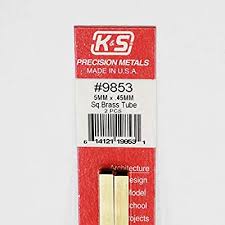 K&S
PRECISION METALS
MADE IN U.S.A.
#9853
5MM x .45MM
Sq Brass Tube
2 PCS
6 14121 19853 1
Architecture
Design
Model
School
Projects